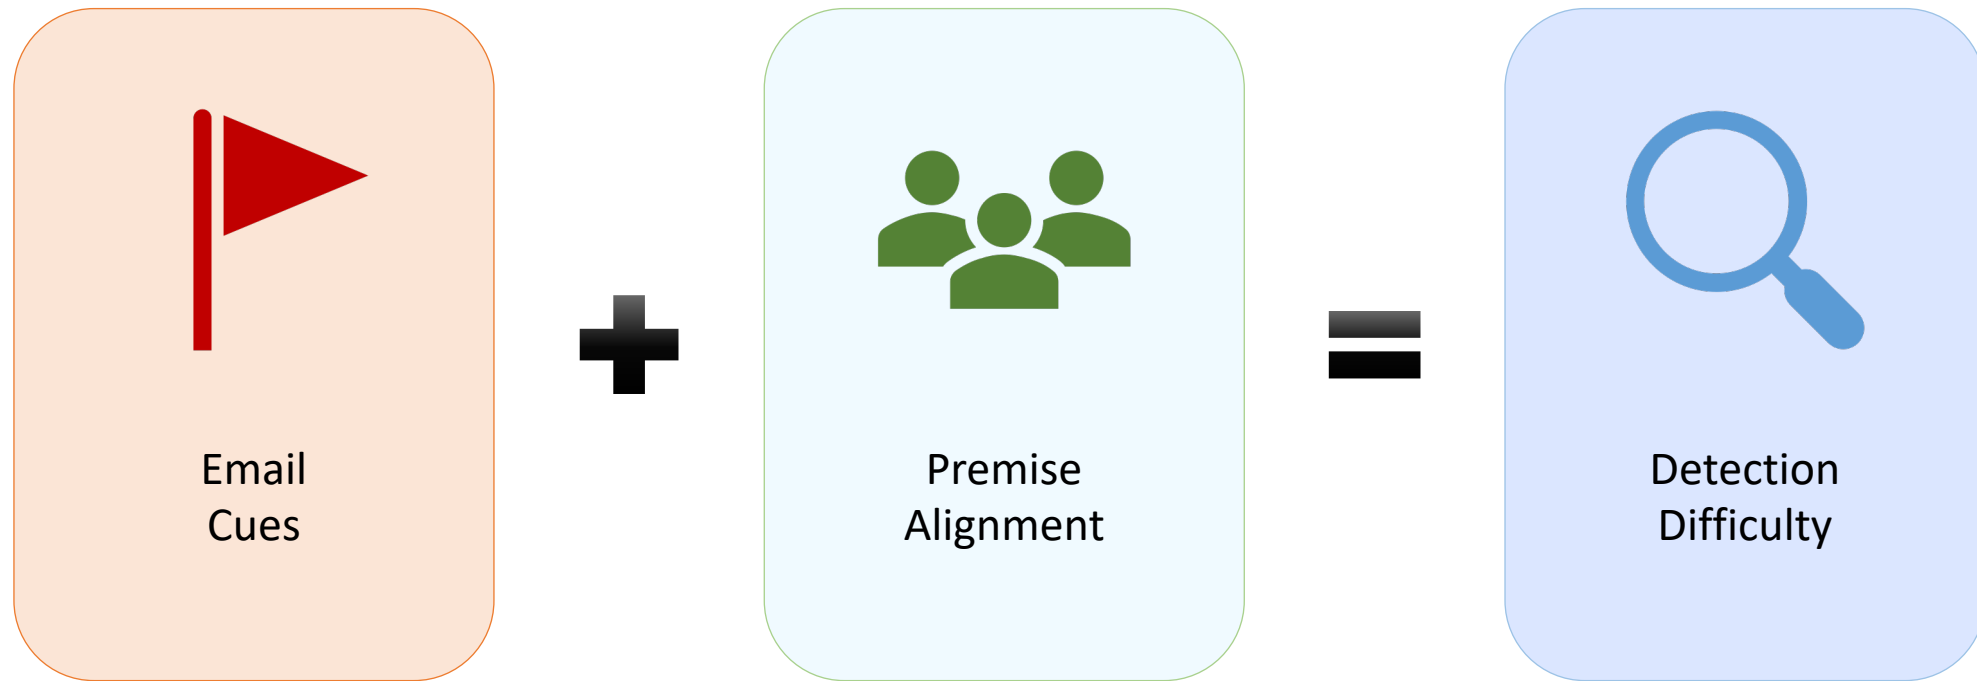 Email
Cues
Premise
Alignment
Detection
Difficulty